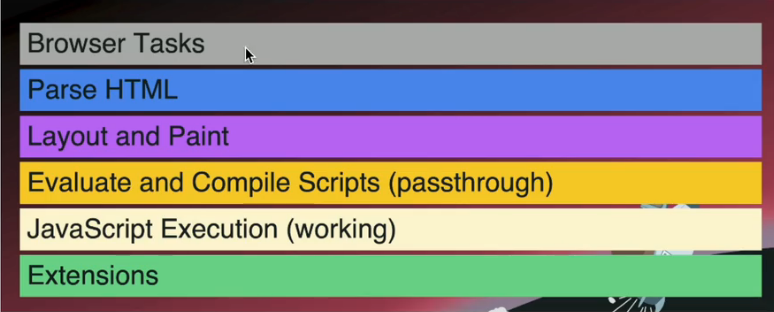 Browser Tasks
Parse HTML
Layout and Paint
Evaluate and Compile Scripts (passthrough)
JavaScript Execution (working)
Extensions